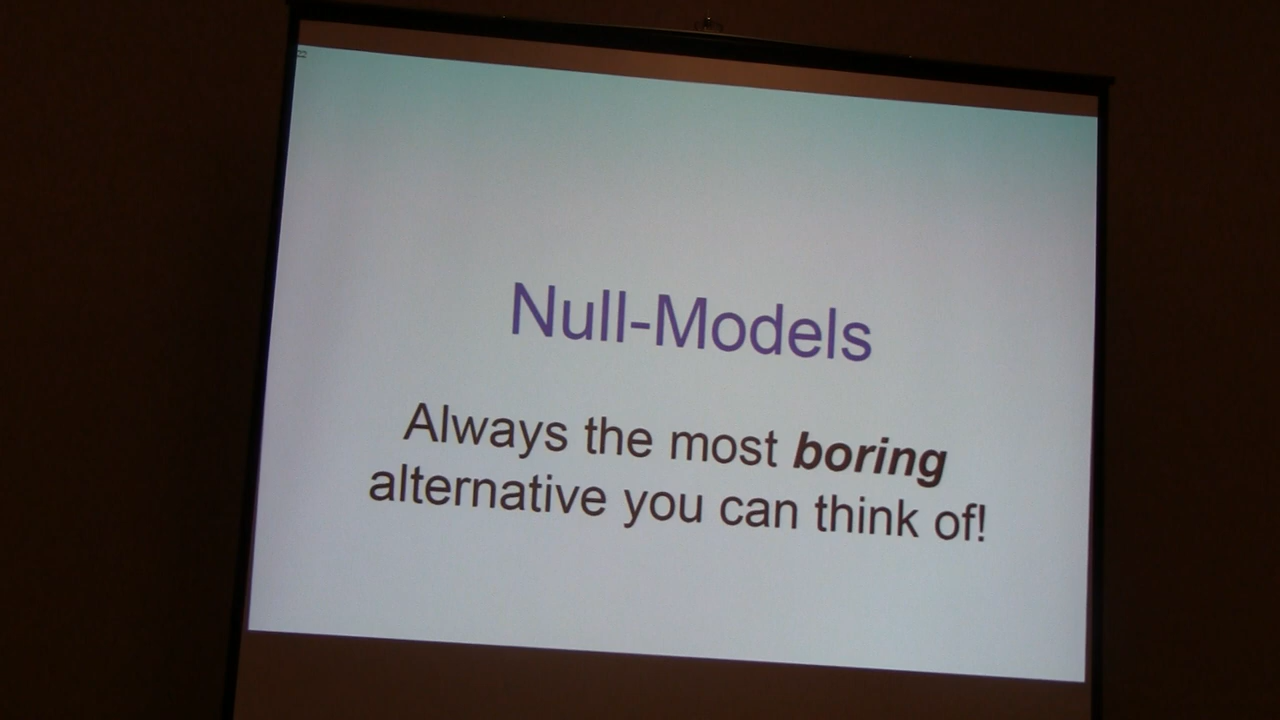 Null-Models
Always the most boring
alternative you can think of!